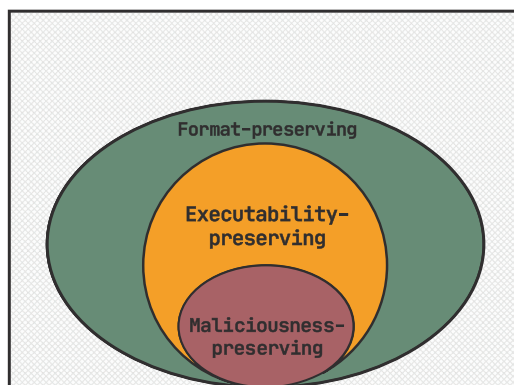 Format-preserving
Executability-
preserving
Maliciousness-
preserving